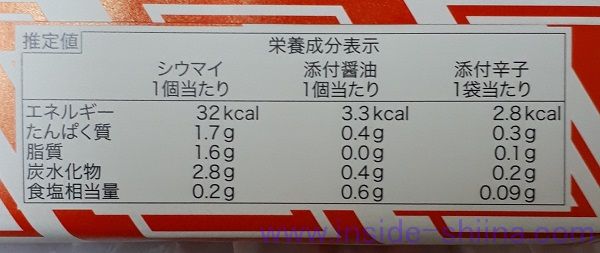 推定値 栄養成分表示
シウマイ 添付醤油 添付辛子
1個当たり 1個当たり 1袋当たり
エネルギー 32kcal 3.3kcal 2.8kcal
たんぱく質 1.7g 0.4g 0.3g
脂質 1.6g 0.0g 0.1g
炭水化物 2.8g 0.4g 0.2g
食塩相当量 0.2g 0.6g 0.09g
www.inside-shiina.com